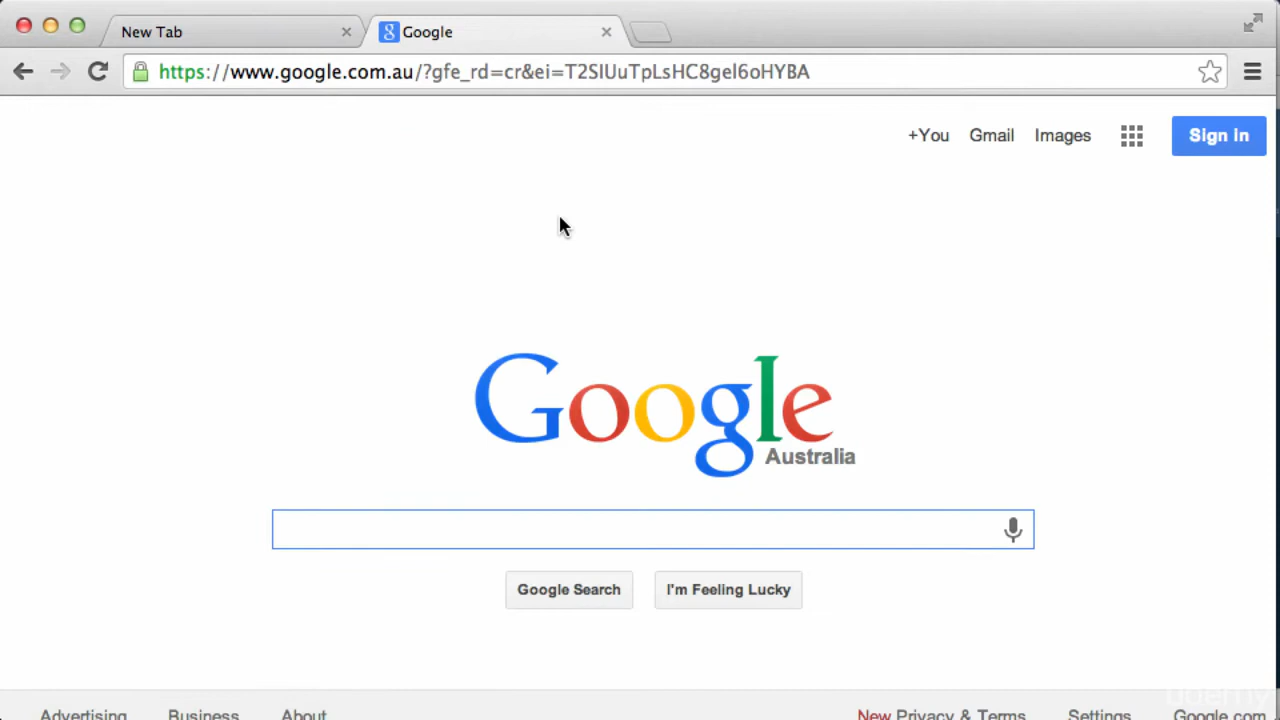 New Tab
Google
https://www.google.com.au/?gfe_rd=cr&ei=T2SIUuTpLsHC8gel6oHYBA
+You Gmail Images Sign in
Google
Australia
Google Search I'm Feeling Lucky
Advertising Business About New Privacy & Terms Settings Google.com
udemy